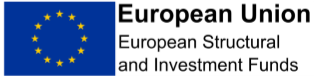 European Union
European Structural
and Investment Funds